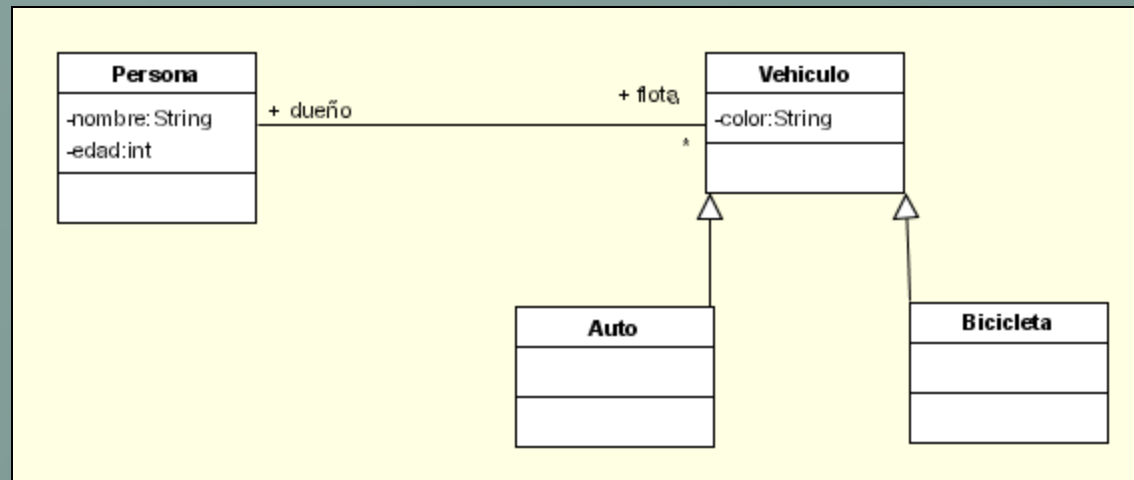 Persona
-nombre:String
-edad:int
+ dueño
+ flota
*
Vehiculo
-color:String
Auto
Bicicleta